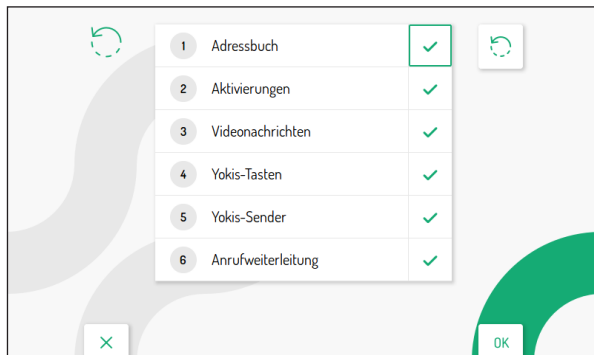 1 Adressbuch
2 Aktivierungen
3 Videonachrichten
4 Yokis-Tasten
5 Yokis-Sender
6 Anrufweiterleitung
OK